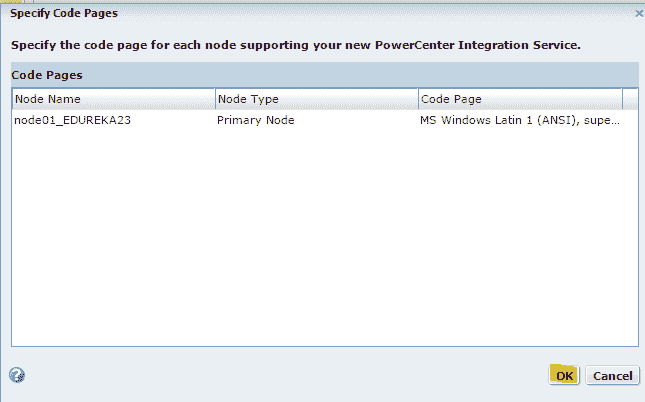 Specify Code Pages
Specify the code page for each node supporting your new PowerCenter Integration Service.
Code Pages
Node Name Node Type Code Page
node01_EDUREKA23 Primary Node MS Windows Latin 1 (ANSI), supe...
OK Cancel